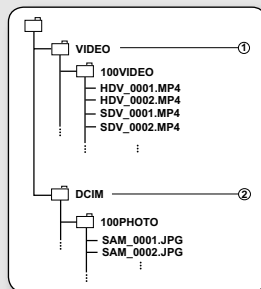 VIDEO ①
100VIDEO
HDV_0001.MP4
HDV_0002.MP4
SDV_0001.MP4
SDV_0002.MP4
DCIM ②
100PHOTO
SAM_0001.JPG
SAM_0002.JPG